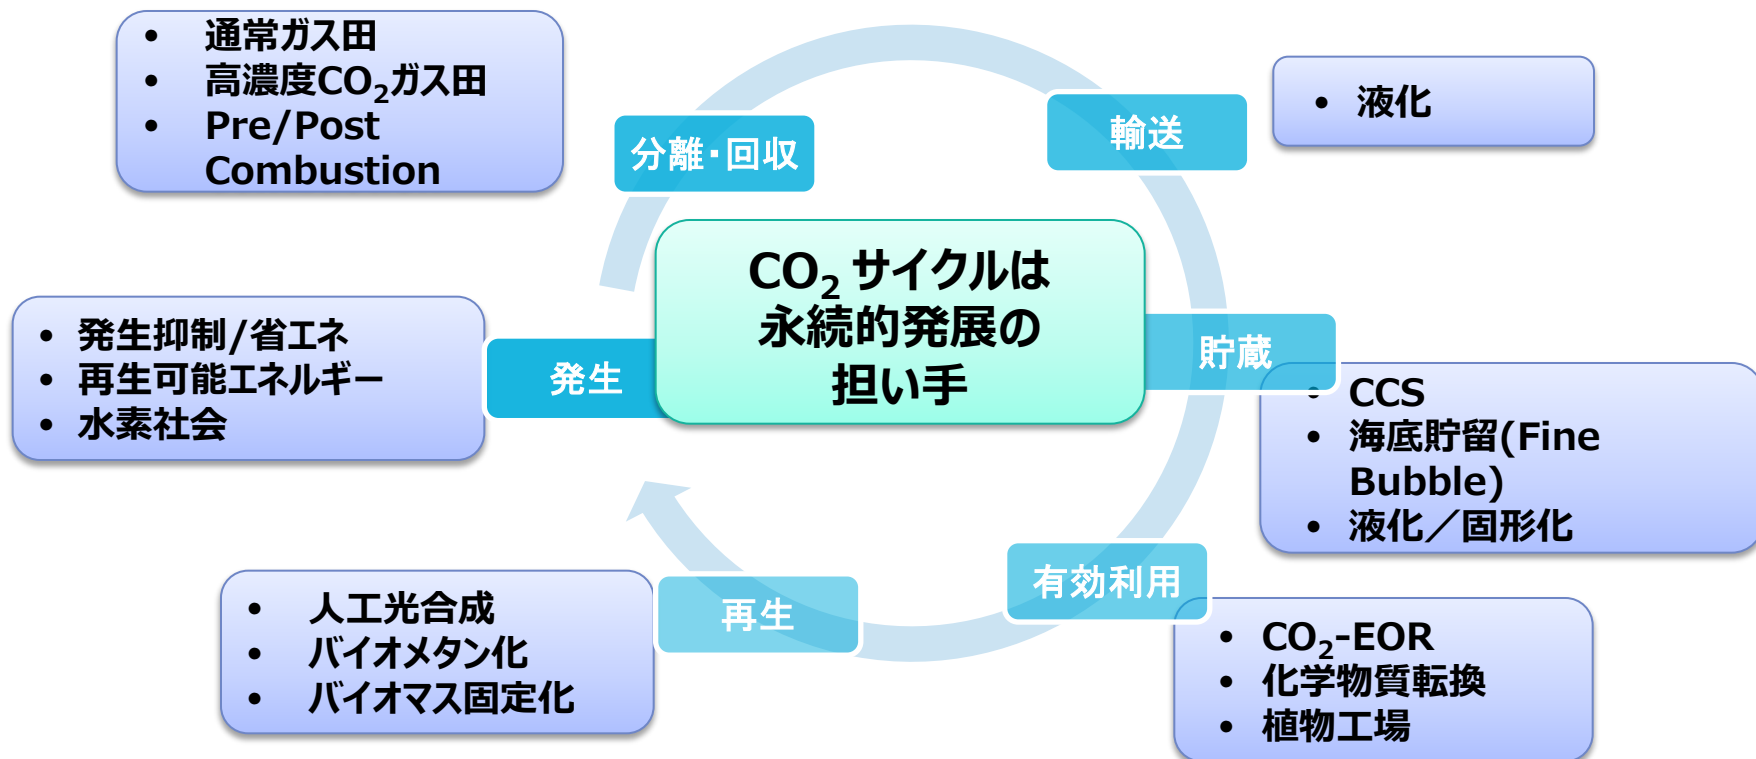 • 通常ガス田
• 高濃度CO₂ガス田
• Pre/Post
Combustion
分離・回収
輸送
• 液化
CO₂ サイクルは
永続的発展の
担い手
• 発生抑制/省エネ
• 再生可能エネルギー
• 水素社会
発生
貯蔵
• CCS
• 海底貯留(Fine
Bubble)
• 液化／固形化
有効利用
• CO₂-EOR
• 化学物質転換
• 植物工場
再生
• 人工光合成
• バイオメタン化
• バイオマス固定化